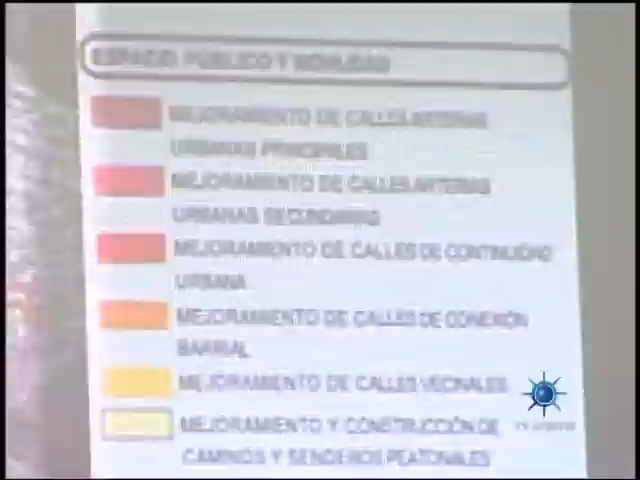 ESPACIO PÚBLICO Y MOVILIDAD
MEJORAMIENTO DE CALLES ARTERIAS
URBANAS PRINCIPALES
MEJORAMIENTO DE CALLES ARTERIAS
URBANAS SECUNDARIAS
MEJORAMIENTO DE CALLES DE CONTINUIDAD
URBANA
MEJORAMIENTO DE CALLES DE CONEXIÓN
BARRIAL
MEJORAMIENTO DE CALLES VECINALES
MEJORAMIENTO Y CONSTRUCCIÓN DE
CAMINOS Y SENDEROS PEATONALES